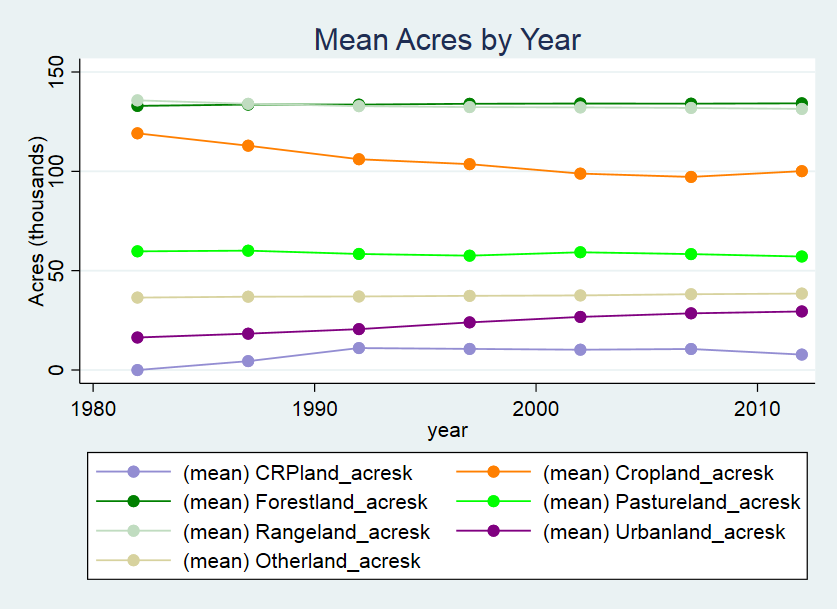 Mean Acres by Year
Acres (thousands)
150
100
50
0
1980 1990 2000 2010
year
(mean) CRPland_acresk (mean) Cropland_acresk
(mean) Forestland_acresk (mean) Pastureland_acresk
(mean) Rangeland_acresk (mean) Urbanland_acresk
(mean) Otherland_acresk